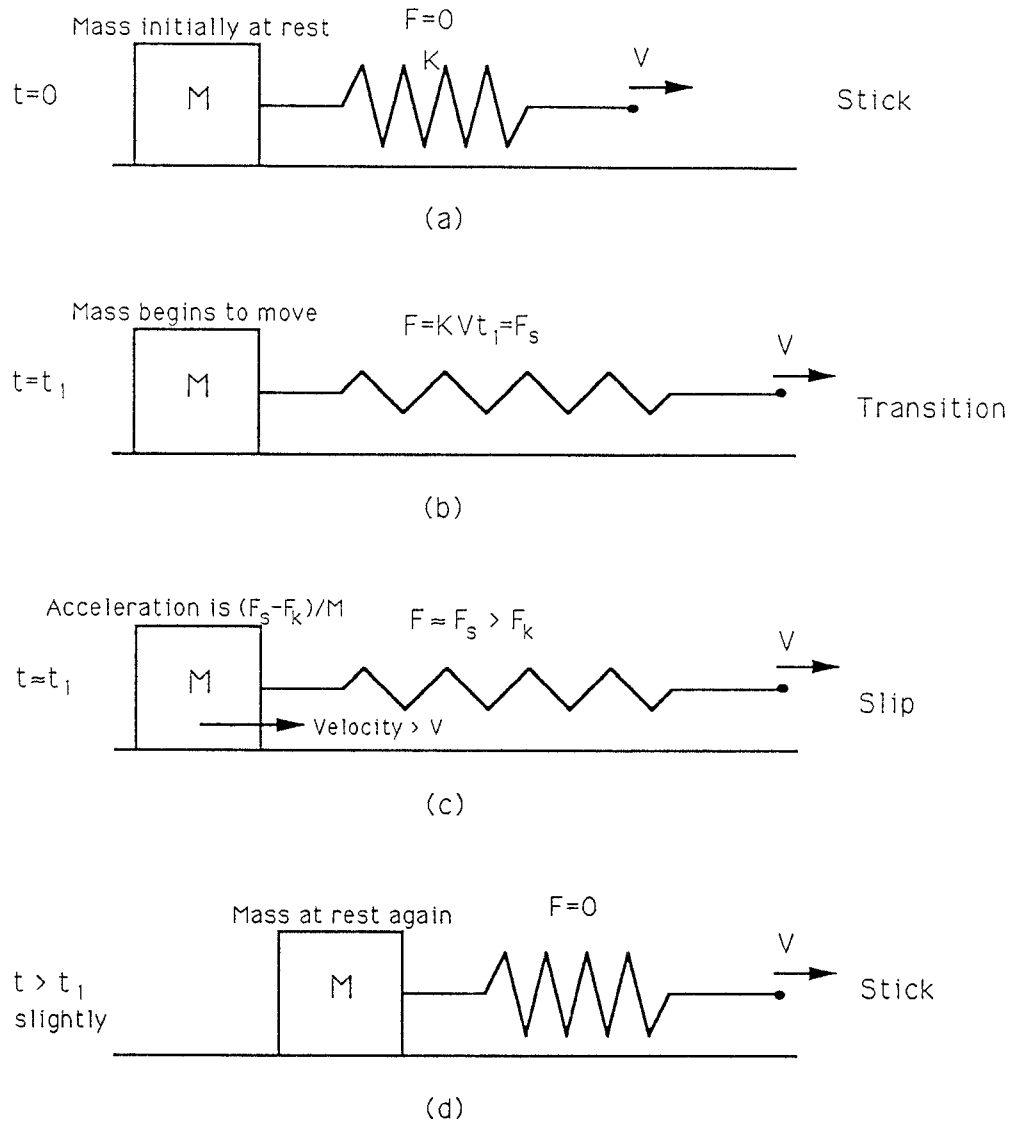 Mass initially at rest
F=0
K
V
t=0
M
Stick
(a)
Mass begins to move
F=KVt₁=Fₛ
V
t=t₁
M
Transition
(b)
Acceleration is (Fₛ-Fₖ)/M
F≈Fₛ > Fₖ
V
t≈t₁
M
Slip
Velocity > V
(c)
Mass at rest again
F=0
V
t > t₁
slightly
M
Stick
(d)